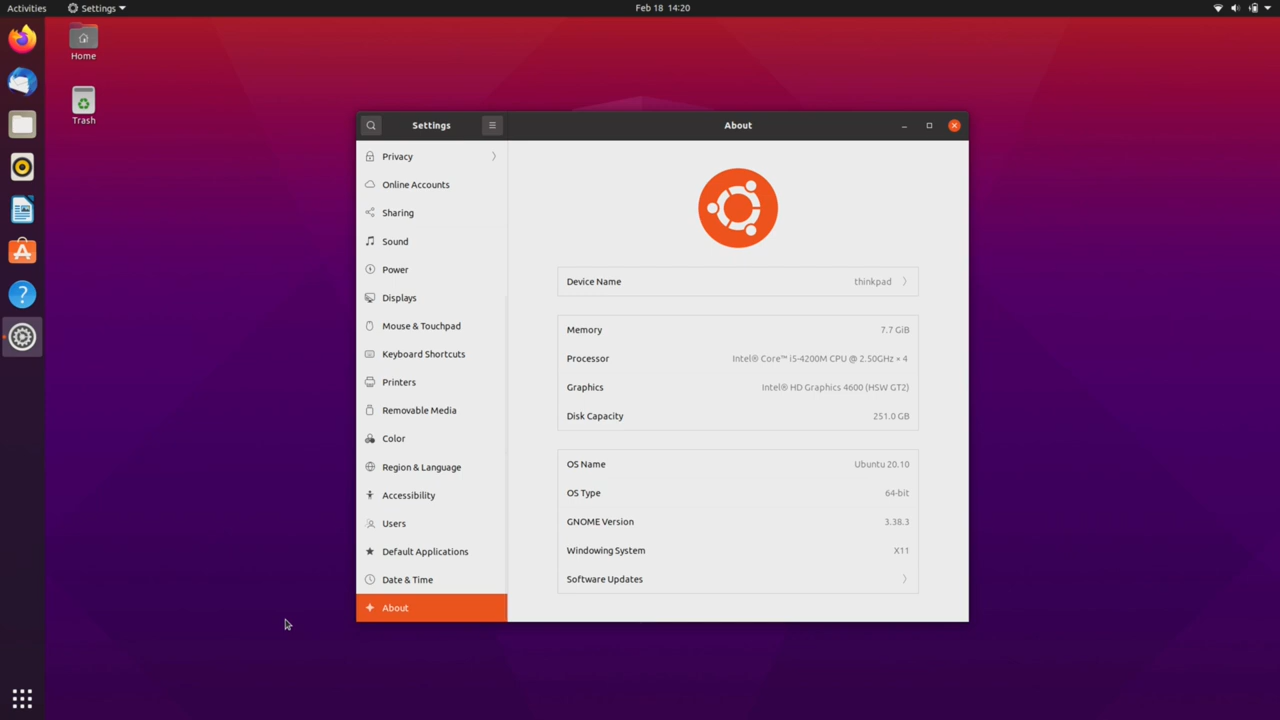 Activities
Settings
Feb 18 14:20
Home
Trash
Settings
About
Privacy
Online Accounts
Sharing
Sound
Power
Displays
Mouse & Touchpad
Keyboard Shortcuts
Printers
Removable Media
Color
Region & Language
Accessibility
Users
Default Applications
Date & Time
About
Device Name thinkpad
Memory 7.7 GiB
Processor Intel® Core™ i5-4200M CPU @ 2.50GHz × 4
Graphics Intel® HD Graphics 4600 (HSW GT2)
Disk Capacity 251.0 GB
OS Name Ubuntu 20.10
OS Type 64-bit
GNOME Version 3.38.3
Windowing System X11
Software Updates